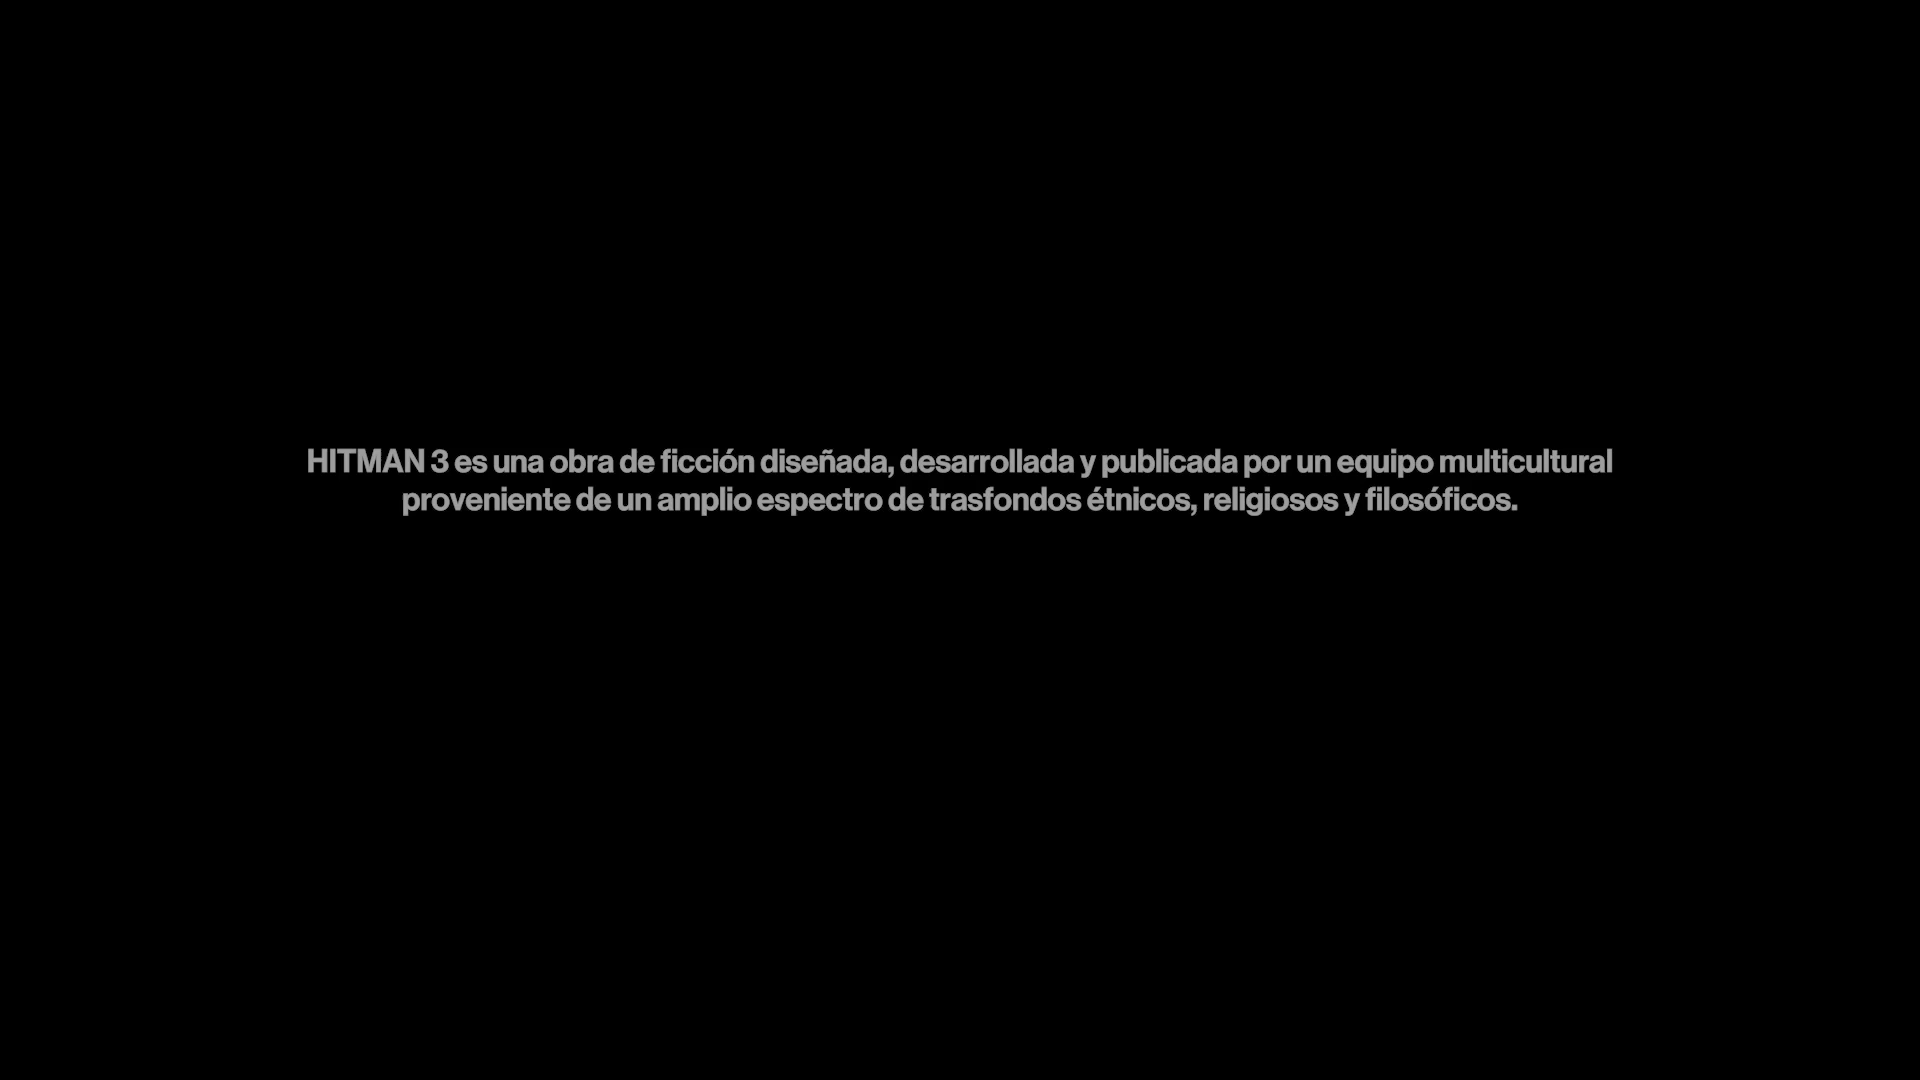 HITMAN 3 es una obra de ficción diseñada, desarrollada y publicada por un equipo multicultural
proveniente de un amplio espectro de trasfondos étnicos, religiosos y filosóficos.